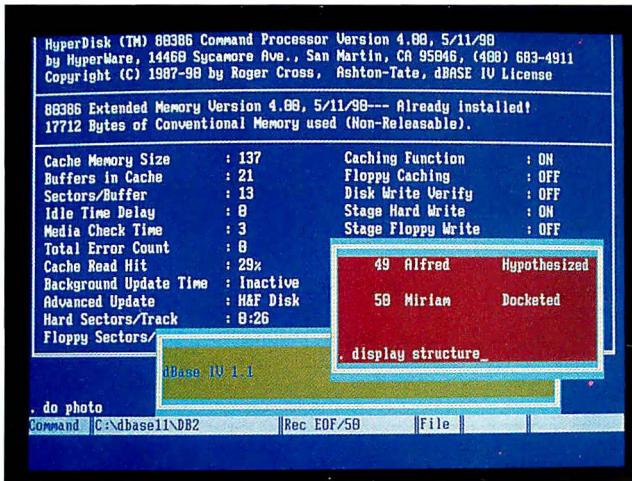 HyperDisk (TM) 80386 Command Processor Version 4.00, 5/11/90
by HyperWare, 14460 Sycamore Ave., San Martin, CA 95046, (408) 683-4911
Copyright (C) 1987-90 by Roger Cross, Ashton-Tate, dBASE IV License
80386 Extended Memory Version 4.00, 5/11/90--- Already installed!
17712 Bytes of Conventional Memory used (Non-Releasable).
Cache Memory Size : 137 Caching Function : ON
Buffers in Cache : 21 Floppy Caching : OFF
Sectors/Buffer : 13 Disk Write Verify : OFF
Idle Time Delay : 0 Stage Hard Write : ON
Media Check Time : 3 Stage Floppy Write : OFF
Total Error Count : 0
Cache Read Hit : 29%
Background Update Time : Inactive
Advanced Update : H&F Disk
Hard Sectors/Track : 0:26
Floppy Sectors/
49 Alfred Hypothesized
50 Miriam Docketed
. display structure_
dBase IV 1.1
. do photo
Command C:\dbase11\DB2 Rec EOF/50 File